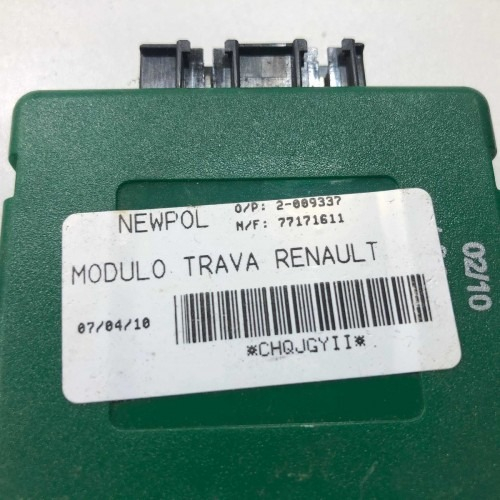 NEWPOL
O/P: 2-009337
N/F: 77171611
MODULO TRAVA RENAULT
07/04/10
*CHQJGYII*
02/10